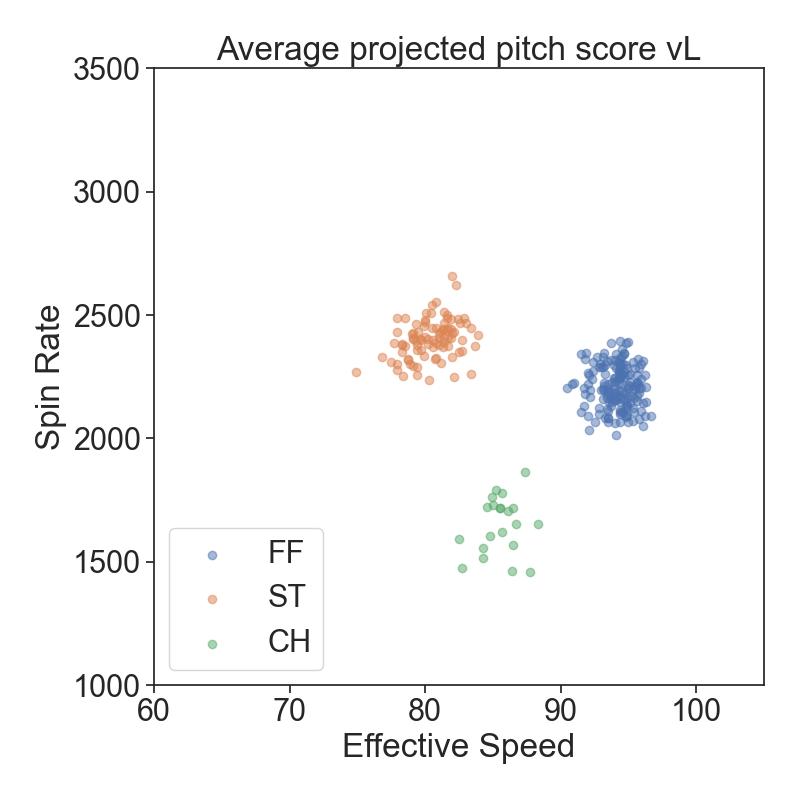 Average projected pitch score vL
3500
3000
2500
2000
1500
1000
Spin Rate
FF
ST
CH
60 70 80 90 100
Effective Speed